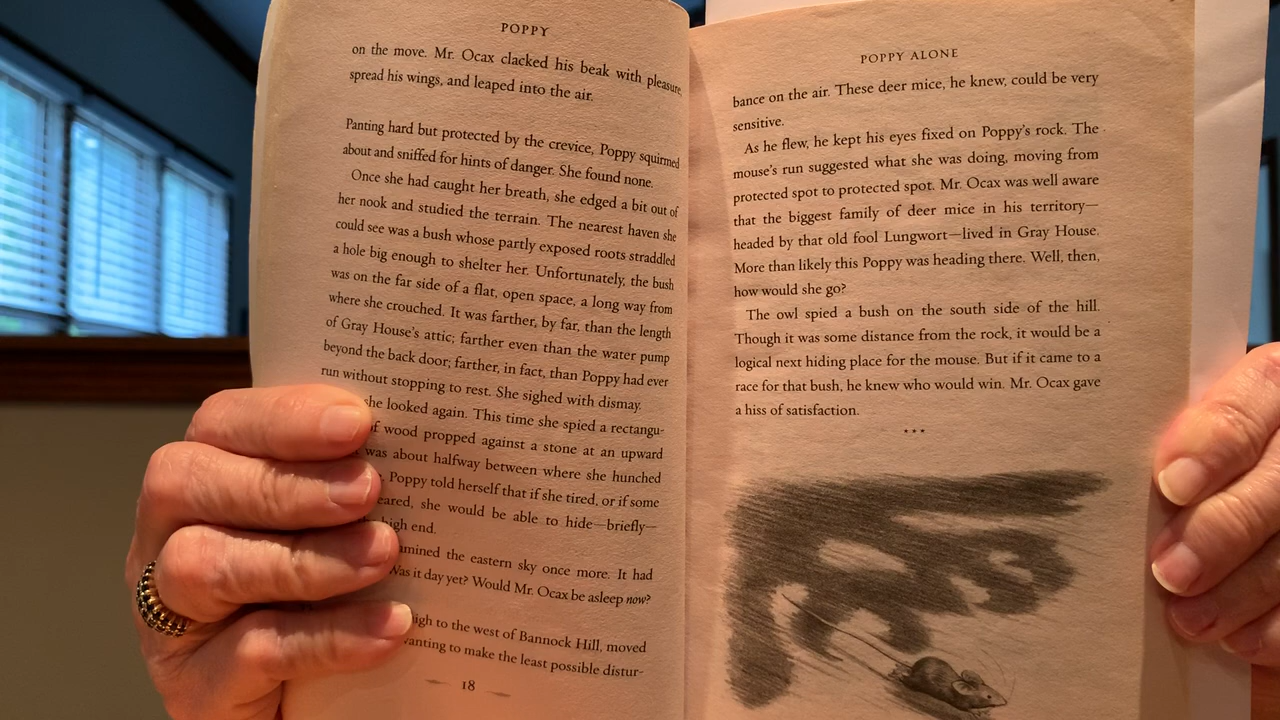 POPPY
on the move. Mr. Ocax clacked his beak with pleasure,
spread his wings, and leaped into the air.
Panting hard but protected by the crevice, Poppy squirmed
about and sniffed for hints of danger. She found none.
Once she had caught her breath, she edged a bit out of
her nook and studied the terrain. The nearest haven she
could see was a bush whose partly exposed roots straddled
a hole big enough to shelter her. Unfortunately, the bush
was on the far side of a flat, open space, a long way from
where she crouched. It was farther, by far, than the length
of Gray House's attic; farther even than the water pump
beyond the back door; farther, in fact, than Poppy had ever
run without stopping to rest. She sighed with dismay.
she looked again. This time she spied a rectangu-
wood propped against a stone at an upward
was about halfway between where she hunched
Poppy told herself that if she tired, or if some
she would be able to hide—briefly—
high end.
the eastern sky once more. It had
Was it day yet? Would Mr. Ocax be asleep now?
to the west of Bannock Hill, moved
to make the least possible distur-
18
POPPY ALONE
bance on the air. These deer mice, he knew, could be very
sensitive.
As he flew, he kept his eyes fixed on Poppy's rock. The
mouse's run suggested what she was doing, moving from
protected spot to protected spot. Mr. Ocax was well aware
that the biggest family of deer mice in his territory—
headed by that old fool Lungwort—lived in Gray House.
More than likely this Poppy was heading there. Well, then,
how would she go?
The owl spied a bush on the south side of the hill.
Though it was some distance from the rock, it would be a
logical next hiding place for the mouse. But if it came to a
race for that bush, he knew who would win. Mr. Ocax gave
a hiss of satisfaction.
•••